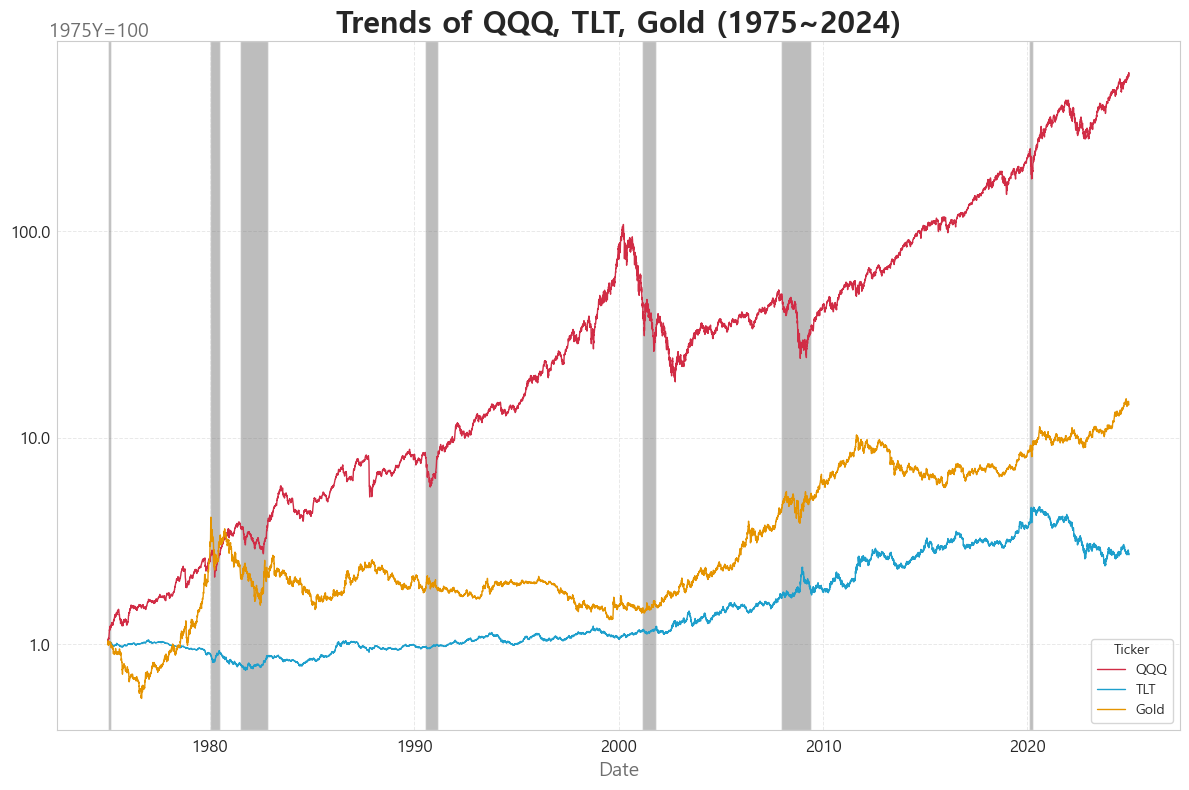 Trends of QQQ, TLT, Gold (1975~2024)
1975Y=100
100.0
10.0
1.0
Ticker
QQQ
TLT
Gold
1980 1990 2000 2010 2020
Date